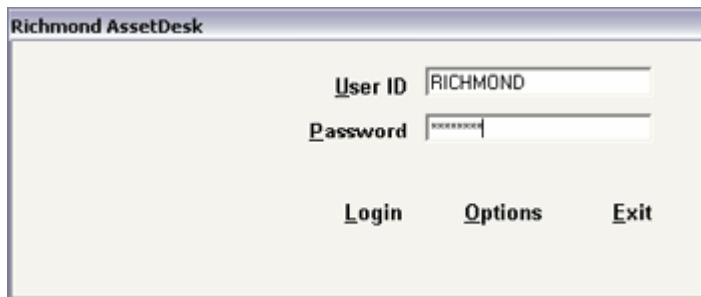 Richmond AssetDesk
User ID RICHMOND
Password ********
Login Options Exit